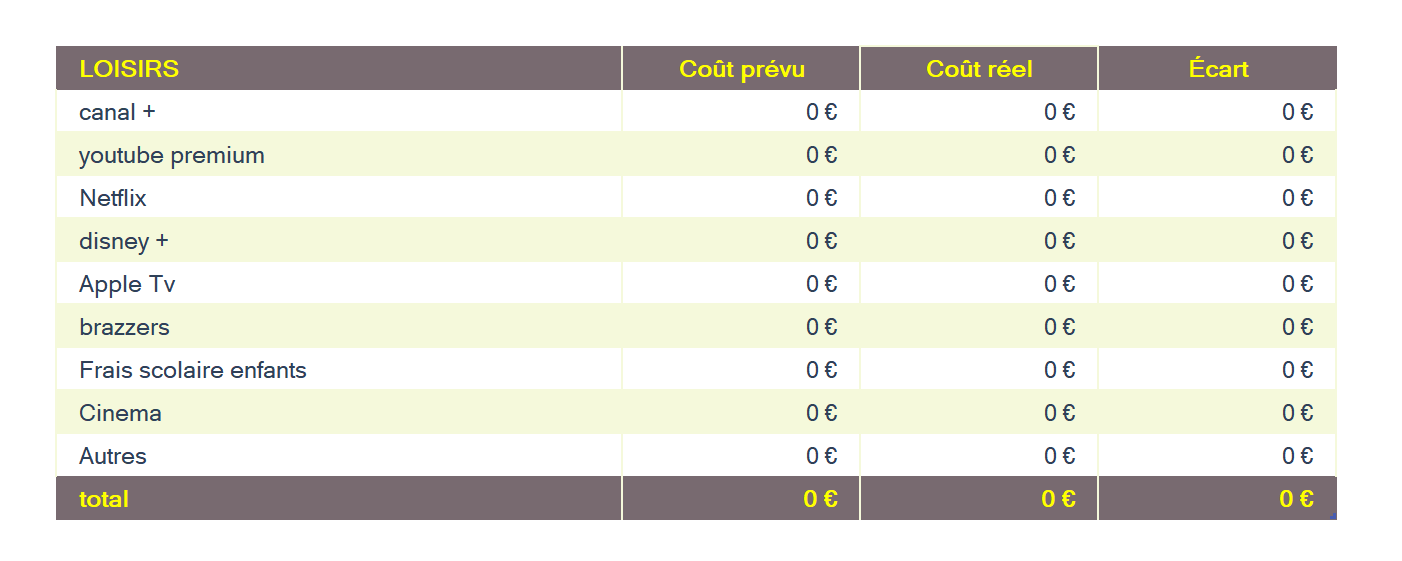 LOISIRS Coût prévu Coût réel Écart
canal + 0 € 0 € 0 €
youtube premium 0 € 0 € 0 €
Netflix 0 € 0 € 0 €
disney + 0 € 0 € 0 €
Apple Tv 0 € 0 € 0 €
brazzers 0 € 0 € 0 €
Frais scolaire enfants 0 € 0 € 0 €
Cinema 0 € 0 € 0 €
Autres 0 € 0 € 0 €
total 0 € 0 € 0 €